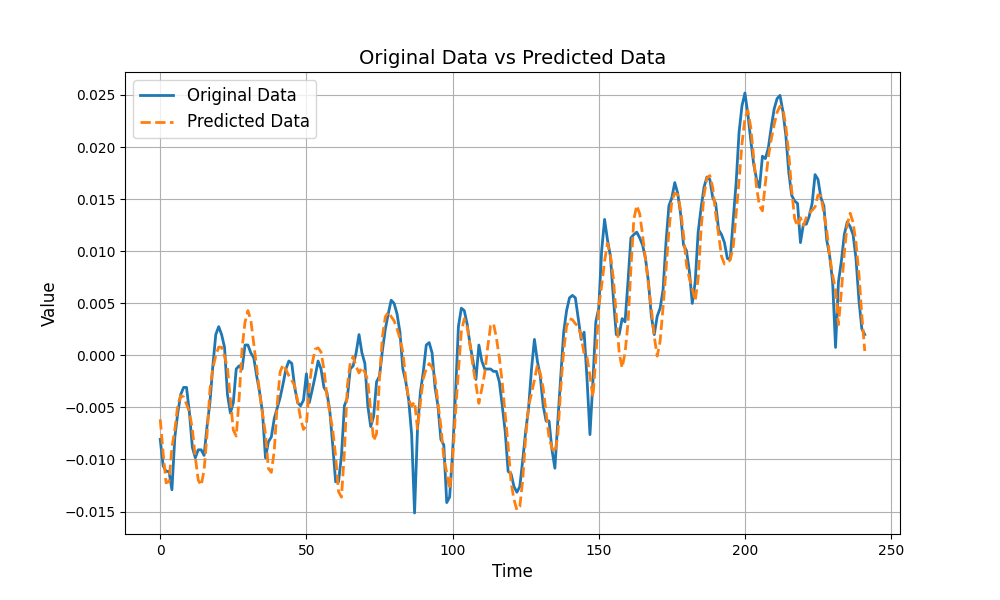 Original Data vs Predicted Data
Original Data
Predicted Data
Value
0.025
0.020
0.015
0.010
0.005
0.000
−0.005
−0.010
−0.015
0 50 100 150 200 250
Time